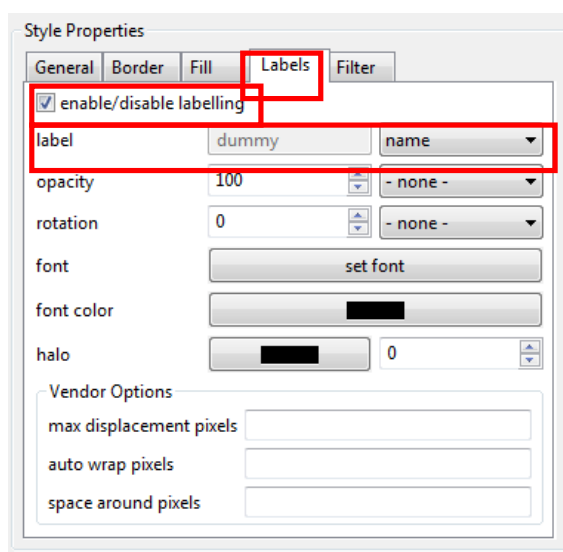 Style Properties
General Border Fill Labels Filter
enable/disable labelling
label dummy name
opacity 100 - none -
rotation 0 - none -
font set font
font color
halo 0
Vendor Options
max displacement pixels
auto wrap pixels
space around pixels